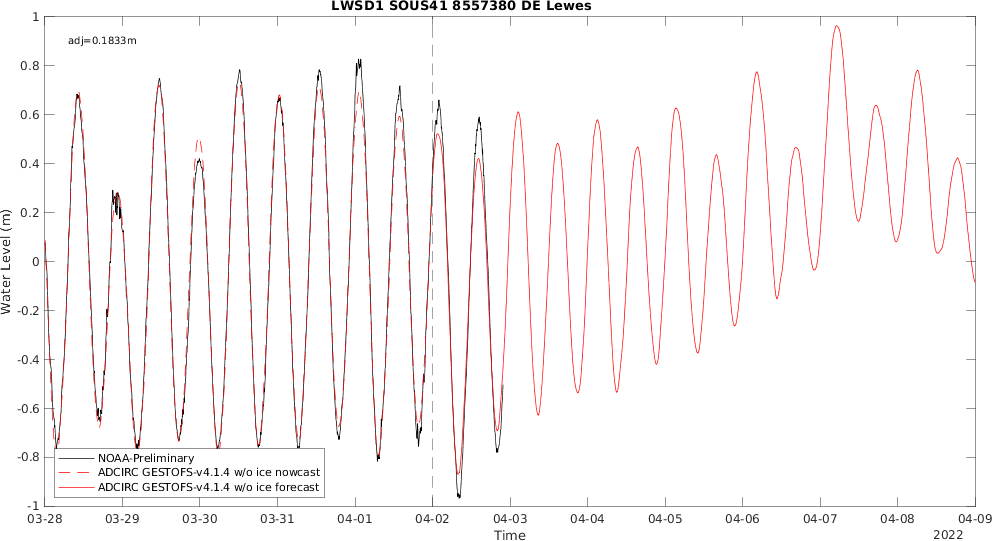 LWSD1 SOUS41 8557380 DE Lewes
adj=0.1833m
1
0.8
0.6
0.4
0.2
0
-0.2
-0.4
-0.6
-0.8
-1
Water Level (m)
NOAA-Preliminary
ADCIRC GESTOFS-v4.1.4 w/o ice nowcast
ADCIRC GESTOFS-v4.1.4 w/o ice forecast
03-28 03-29 03-30 03-31 04-01 04-02 04-03 04-04 04-05 04-06 04-07 04-08 04-09
Time
2022